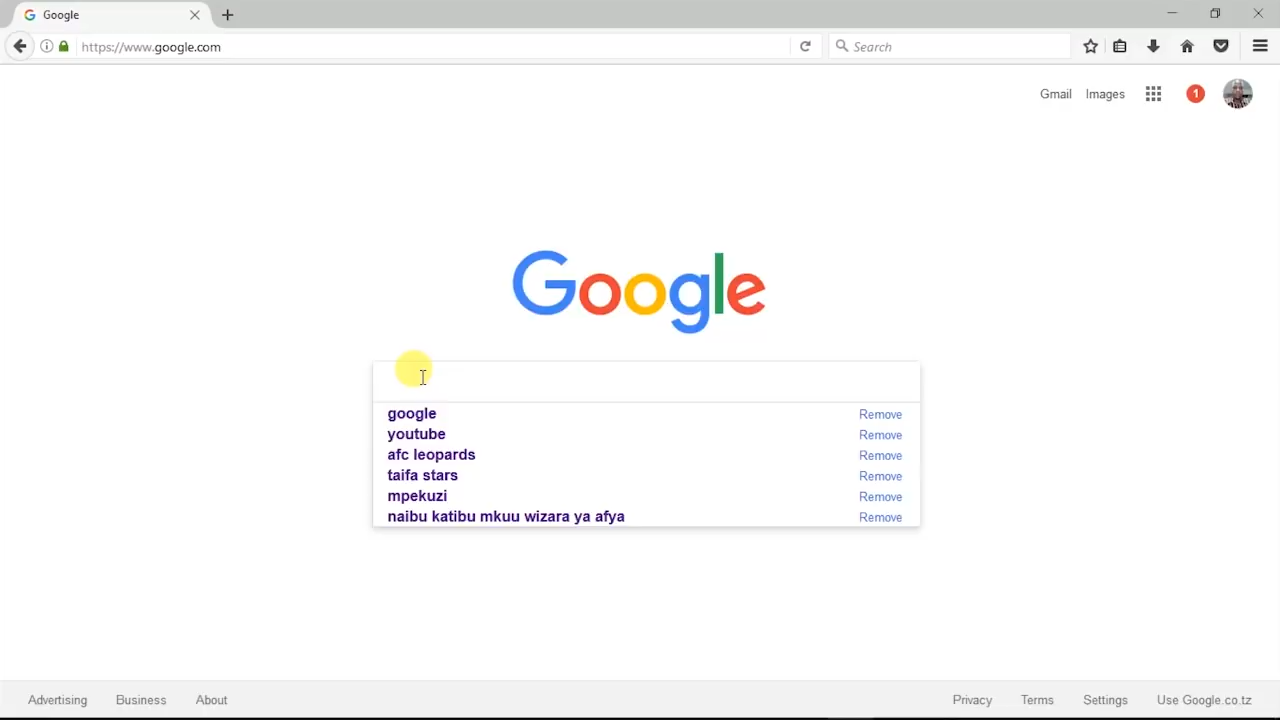 Google
https://www.google.com
Search
Gmail Images 1
Google
google Remove
youtube Remove
afc leopards Remove
taifa stars Remove
mpekuzi Remove
naibu katibu mkuu wizara ya afya Remove
Advertising Business About Privacy Terms Settings Use Google.co.tz